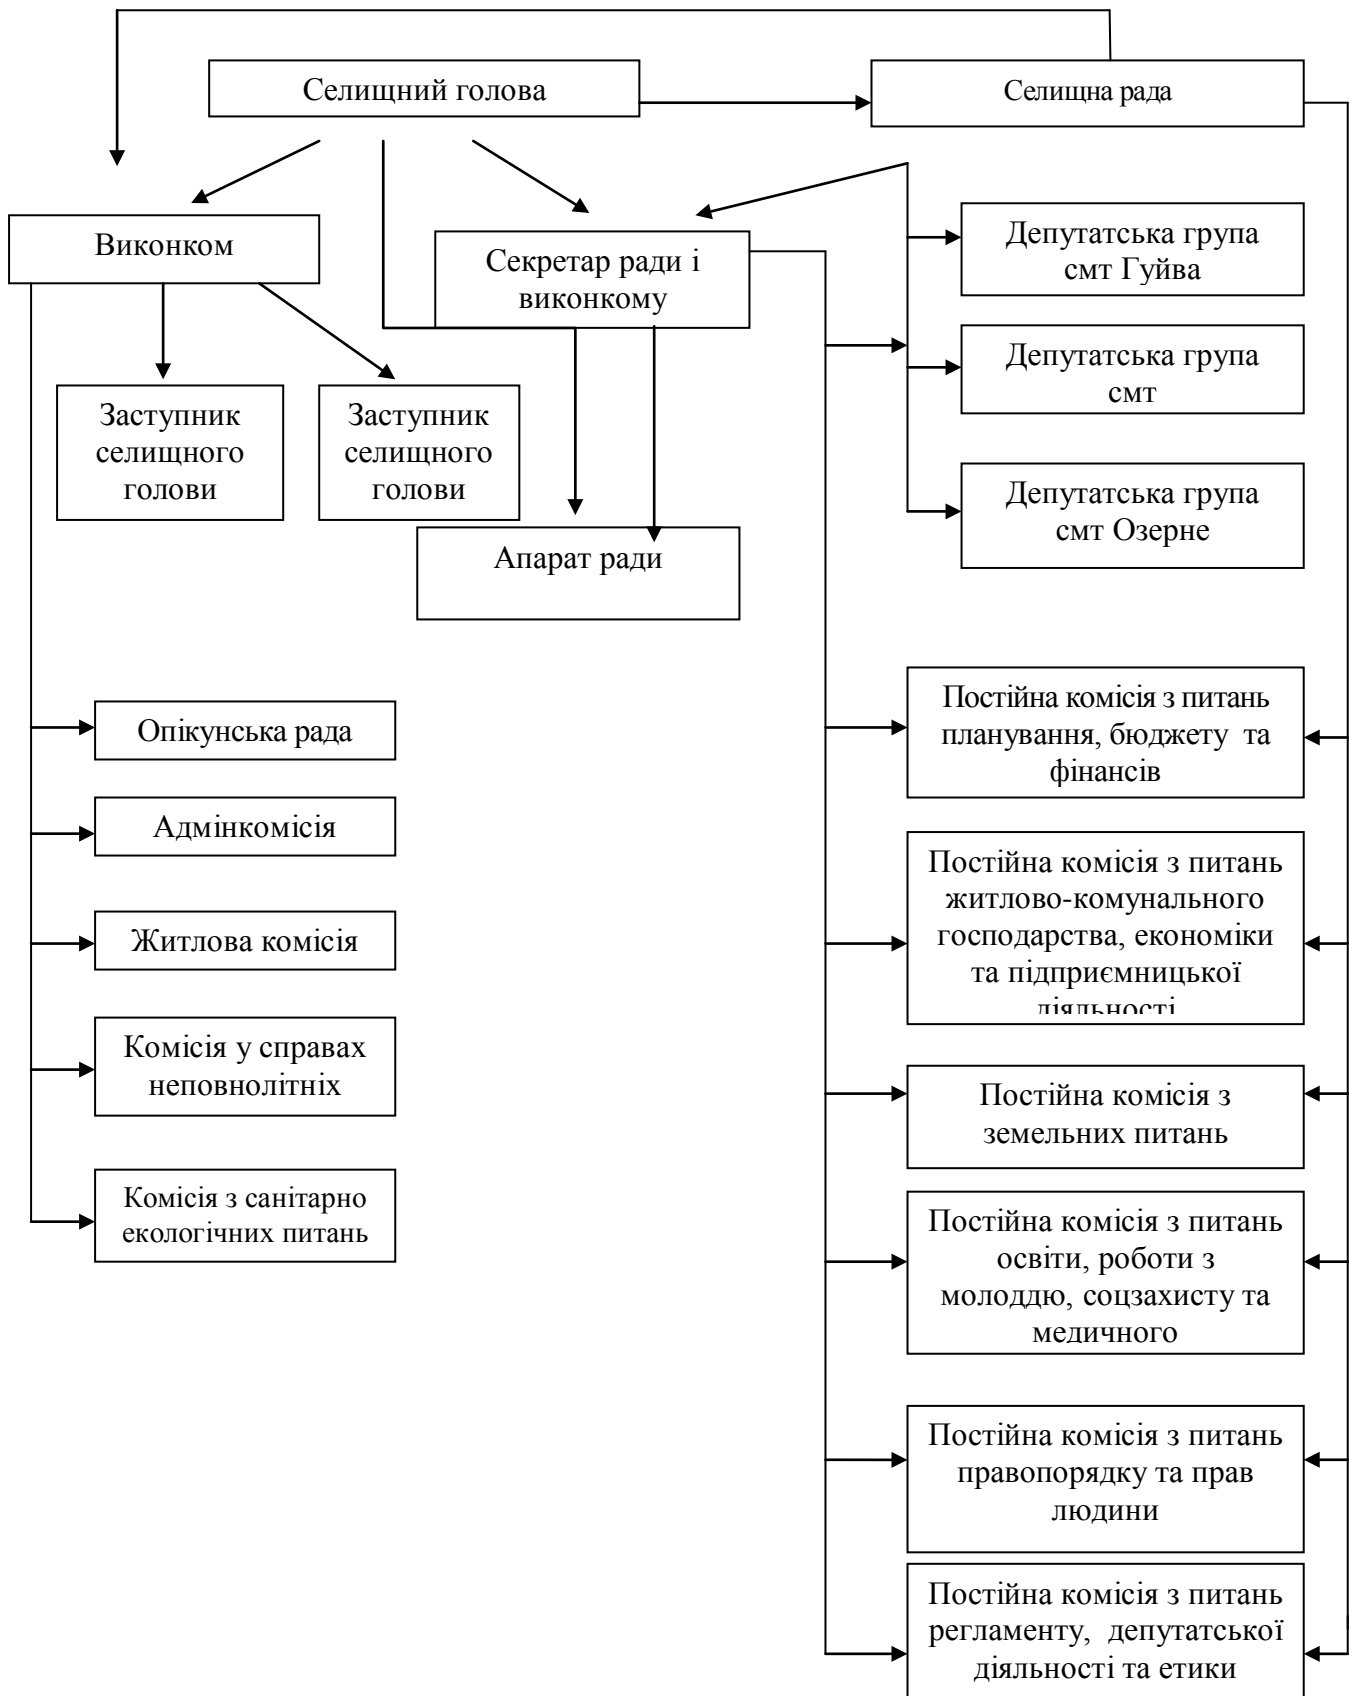 Селищний голова
Селищна рада
Виконком
Секретар ради і
виконкому
Депутатська група
смт Гуйва
Депутатська група
смт
Депутатська група
смт Озерне
Заступник
селищного
голови
Заступник
селищного
голови
Апарат ради
Опікунська рада
Адмінкомісія
Житлова комісія
Комісія у справах
неповнолітніх
Комісія з санітарно
екологічних питань
Постійна комісія з питань
планування, бюджету та
фінансів
Постійна комісія з питань
житлово-комунального
господарства, економіки
та підприємницької
діяльності
Постійна комісія з
земельних питань
Постійна комісія з питань
освіти, роботи з
молоддю, соцзахисту та
медичного
Постійна комісія з питань
правопорядку та прав
людини
Постійна комісія з питань
регламенту, депутатської
діяльності та етики